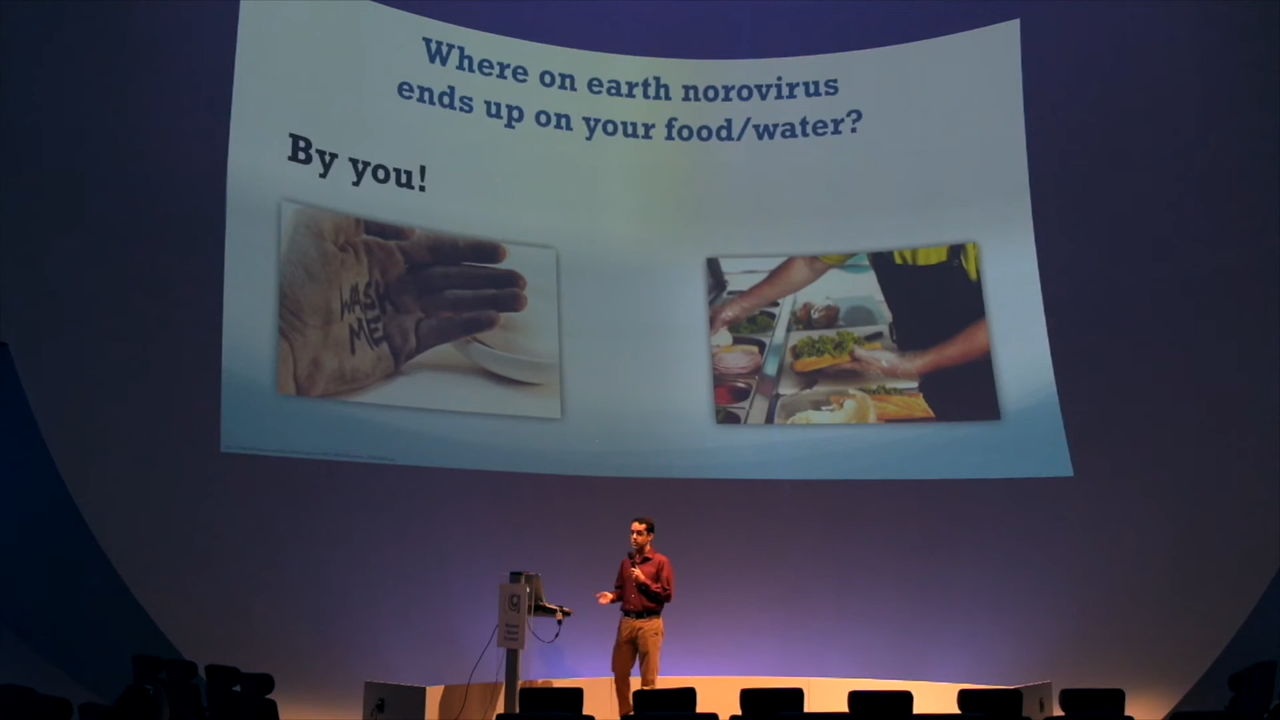 Where on earth norovirus
ends up on your food/water?
By you!
WASH
ME